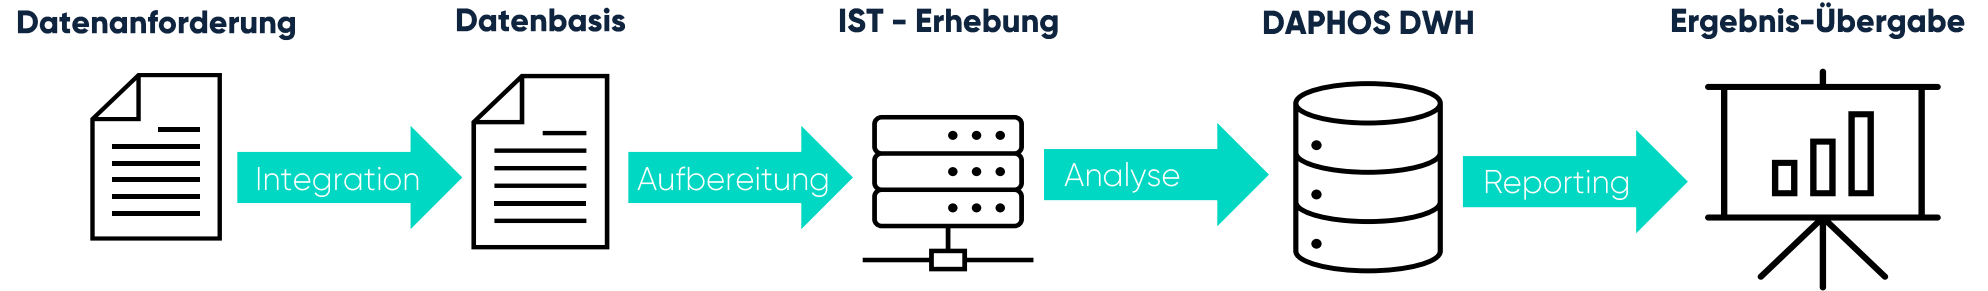 Datenanforderung
Datenbasis
IST - Erhebung
DAPHOS DWH
Ergebnis-Übergabe
Integration
Aufbereitung
Analyse
Reporting